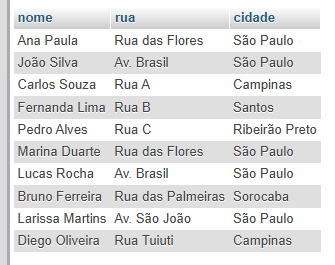 nome rua cidade
Ana Paula Rua das Flores São Paulo
João Silva Av. Brasil São Paulo
Carlos Souza Rua A Campinas
Fernanda Lima Rua B Santos
Pedro Alves Rua C Ribeirão Preto
Marina Duarte Rua das Flores São Paulo
Lucas Rocha Av. Brasil São Paulo
Bruno Ferreira Rua das Palmeiras Sorocaba
Larissa Martins Av. São João São Paulo
Diego Oliveira Rua Tuiuti Campinas